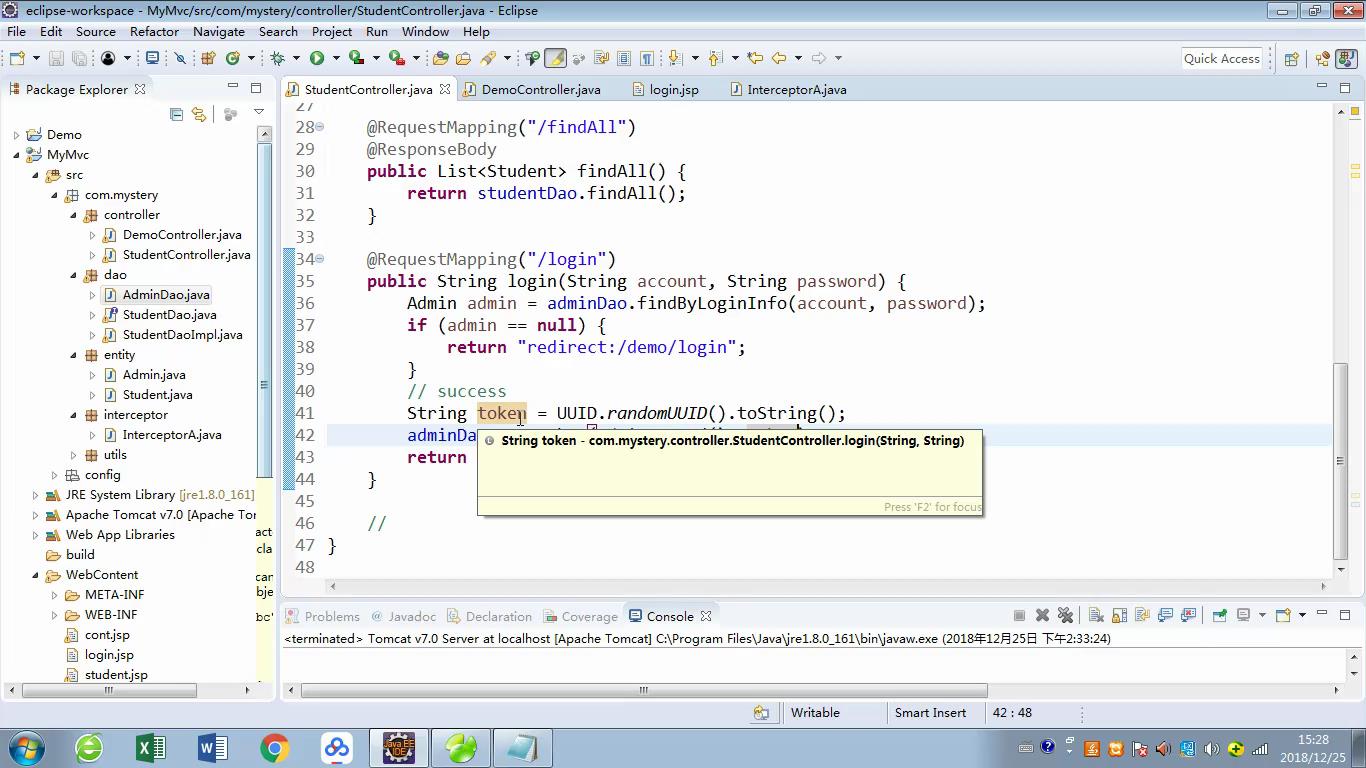 eclipse-workspace - MyMvc/src/com/mystery/controller/StudentController.java - Eclipse
File Edit Source Refactor Navigate Search Project Run Window Help
Quick Access
Package Explorer
StudentController.java DemoController.java login.jsp InterceptorA.java
Demo
MyMvc
src
com.mystery
controller
DemoController.java
StudentController.java
dao
AdminDao.java
StudentDao.java
StudentDaoImpl.java
entity
Admin.java
Student.java
interceptor
InterceptorA.java
utils
config
JRE System Library [jre1.8.0_161]
Apache Tomcat v7.0 [Apache Tor
Web App Libraries
build
WebContent
META-INF
WEB-INF
cont.jsp
login.jsp
student.jsp
27
28 @RequestMapping("/findAll")
29 @ResponseBody
30 public List<Student> findAll() {
31 return studentDao.findAll();
32 }
33
34 @RequestMapping("/login")
35 public String login(String account, String password) {
36 Admin admin = adminDao.findByLoginInfo(account, password);
37 if (admin == null) {
38 return "redirect:/demo/login";
39 }
40 // success
41 String token = UUID.randomUUID().toString();
42 adminDa
43 return
44 }
45
46 //
47 }
48
String token - com.mystery.controller.StudentController.login(String, String)
Press 'F2' for focus
Problems Javadoc Declaration Coverage Console
<terminated> Tomcat v7.0 Server at localhost [Apache Tomcat] C:\Program Files\Java\jre1.8.0_161\bin\javaw.exe (2018年12月25日 下午2:33:24)
Writable Smart Insert 42 : 48
15:28
2018/12/25